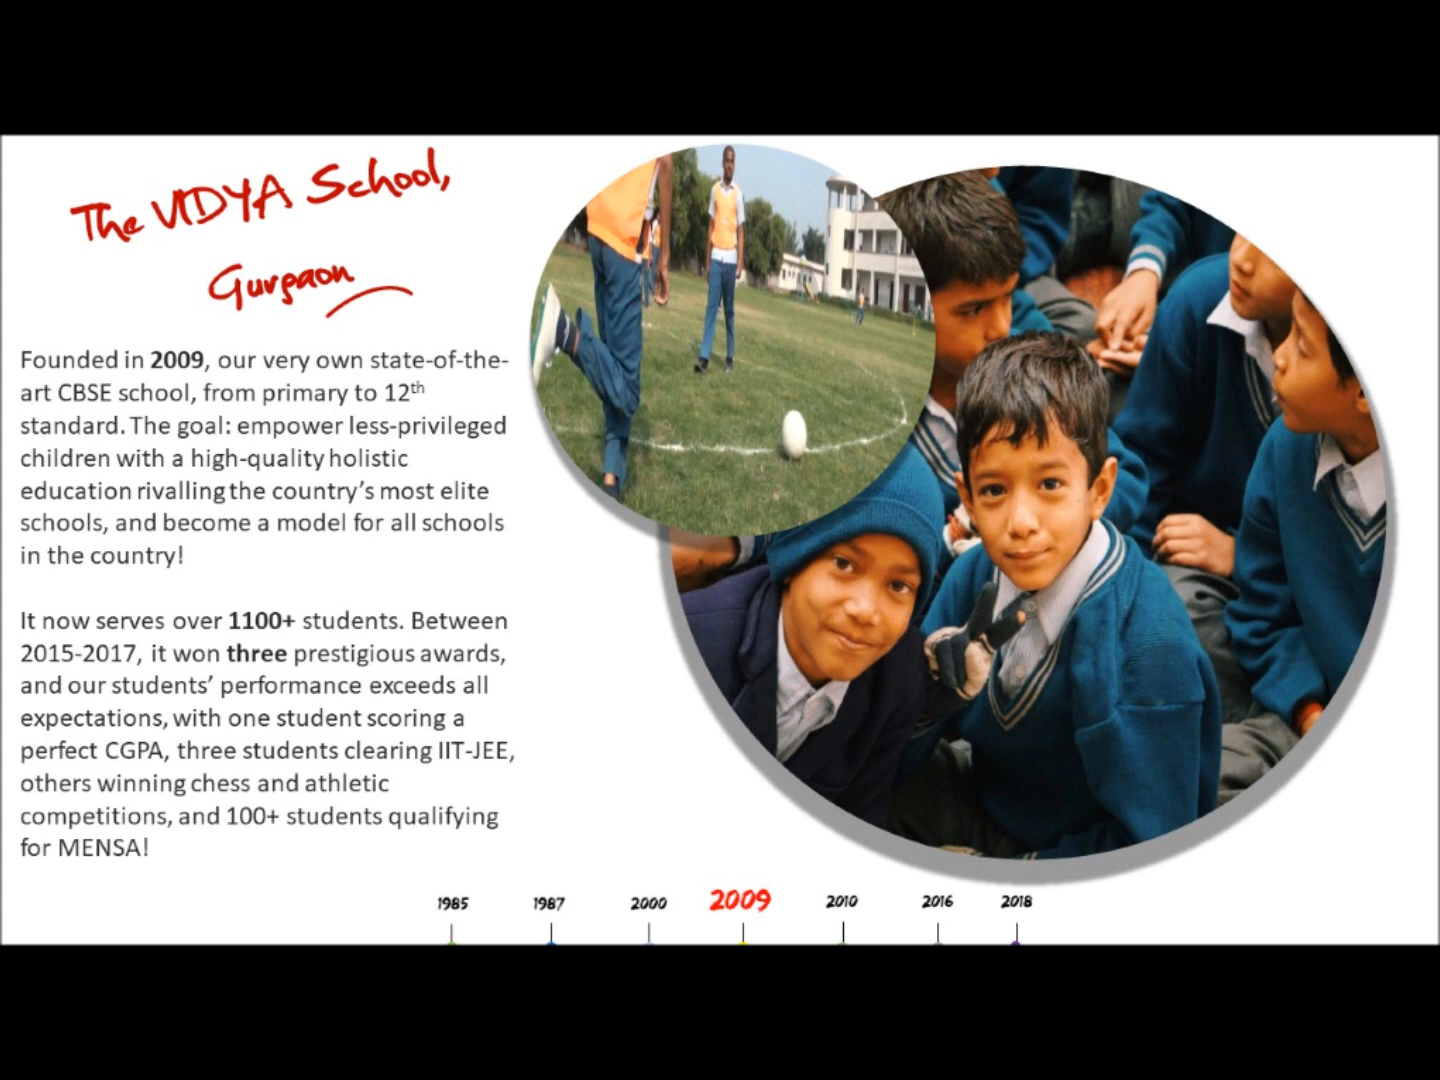 The VIDYA School,
Gurgaon
Founded in 2009, our very own state-of-the-
art CBSE school, from primary to 12th
standard. The goal: empower less-privileged
children with a high-quality holistic
education rivalling the country's most elite
schools, and become a model for all schools
in the country!
It now serves over 1100+ students. Between
2015-2017, it won three prestigious awards,
and our students' performance exceeds all
expectations, with one student scoring a
perfect CGPA, three students clearing IIT-JEE,
others winning chess and athletic
competitions, and 100+ students qualifying
for MENSA!
1985 1987 2000 2009 2010 2016 2018